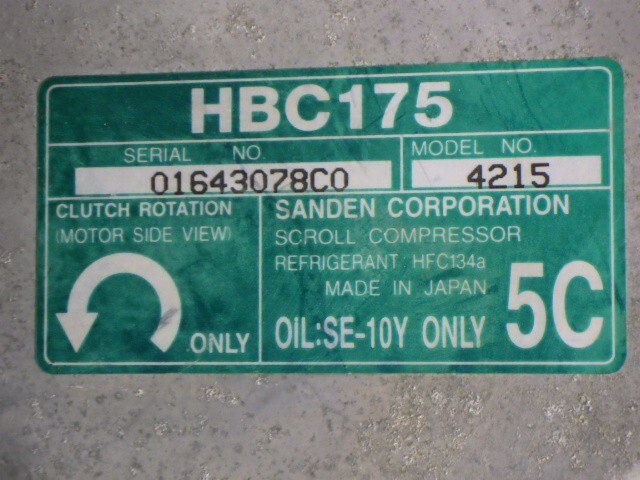 HBC175
SERIAL NO.
01643078C0
MODEL NO.
4215
CLUTCH ROTATION
(MOTOR SIDE VIEW)
ONLY
SANDEN CORPORATION
SCROLL COMPRESSOR
REFRIGERANT HFC134a
MADE IN JAPAN
OIL:SE-10Y ONLY
5C